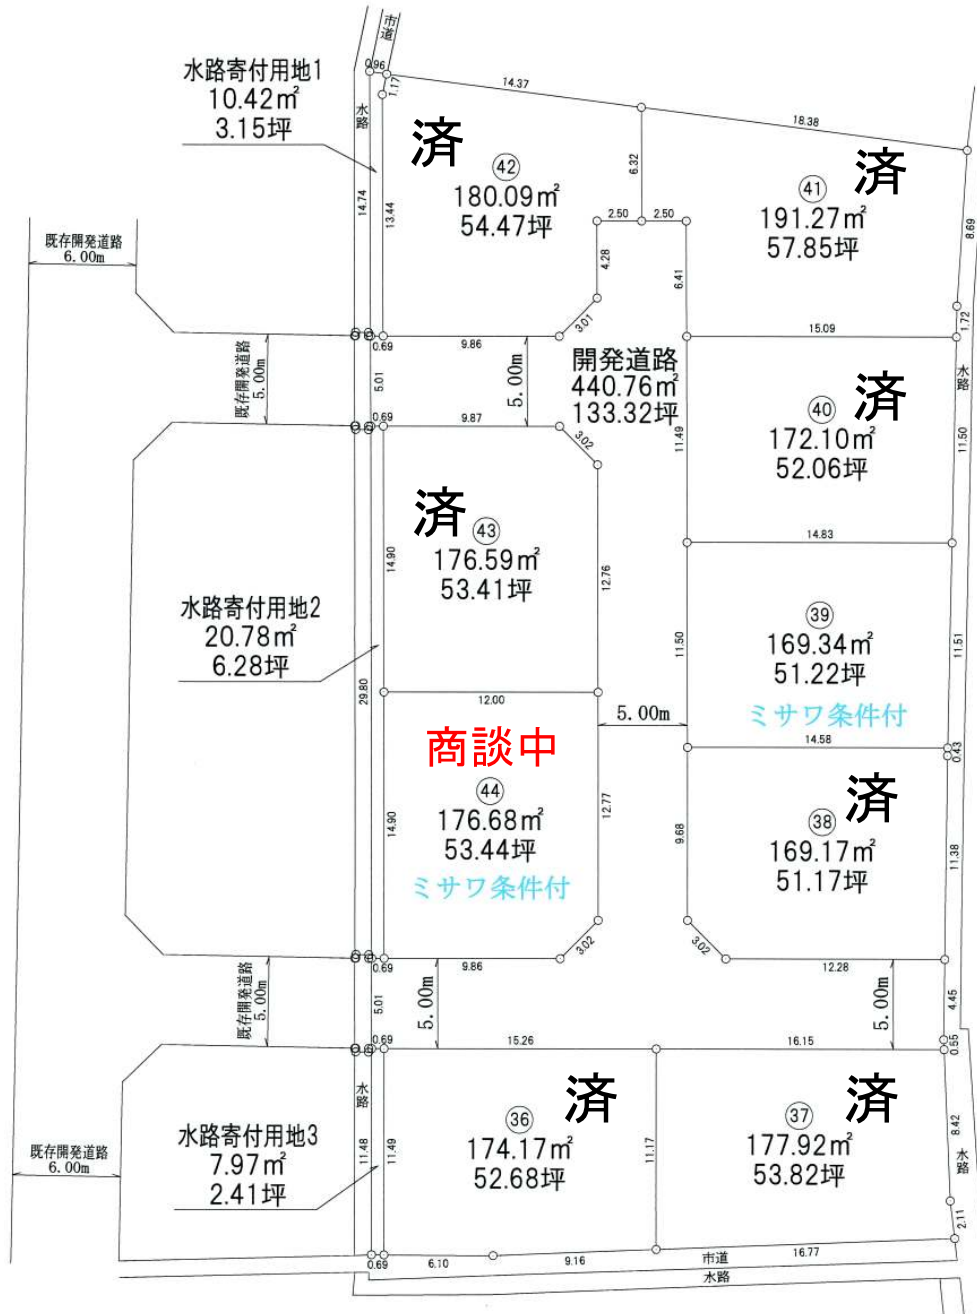 市道
0.96
1.17
14.37
18.38
水路寄付用地1
10.42㎡
3.15坪
水路
14.74
13.44
済
㊷
180.09㎡
54.47坪
6.32
2.50
2.50
4.28
3.01
6.41
㊶
済
191.27㎡
57.85坪
8.69
1.72
15.09
既存開発道路
6.00m
既存開発道路
5.00m
0.69
5.01
0.69
9.86
5.00m
9.87
3.02
開発道路
440.76㎡
133.32坪
11.49
済
㊵
172.10㎡
52.06坪
水路
11.50
14.83
済
㊸
176.59㎡
53.41坪
14.90
12.76
水路寄付用地2
20.78㎡
6.28坪
29.80
12.00
5.00m
11.50
㊴
169.34㎡
51.22坪
ミサワ条件付
11.51
14.58
0.43
商談中
㊹
176.68㎡
53.44坪
ミサワ条件付
14.90
12.77
3.02
9.68
済
㊳
169.17㎡
51.17坪
11.38
3.02
12.28
既存開発道路
5.00m
0.69
5.01
0.69
9.86
5.00m
5.00m
4.45
0.55
15.26
16.15
水路
水路寄付用地3
7.97㎡
2.41坪
11.48
11.49
済
㊱
174.17㎡
52.68坪
11.17
済
㊲
177.92㎡
53.82坪
8.42
水路
2.11
既存開発道路
6.00m
0.69
6.10
9.16
市道
16.77
水路